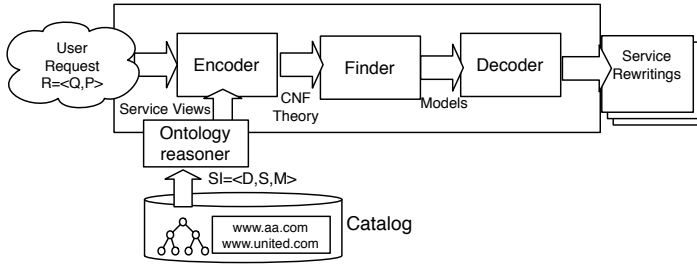 User
Request
R=<Q,P>
Encoder
CNF
Theory
Finder
Models
Decoder
Service
Rewritings
Service Views
Ontology
reasoner
SI=<D,S,M>
www.aa.com
www.united.com
Catalog